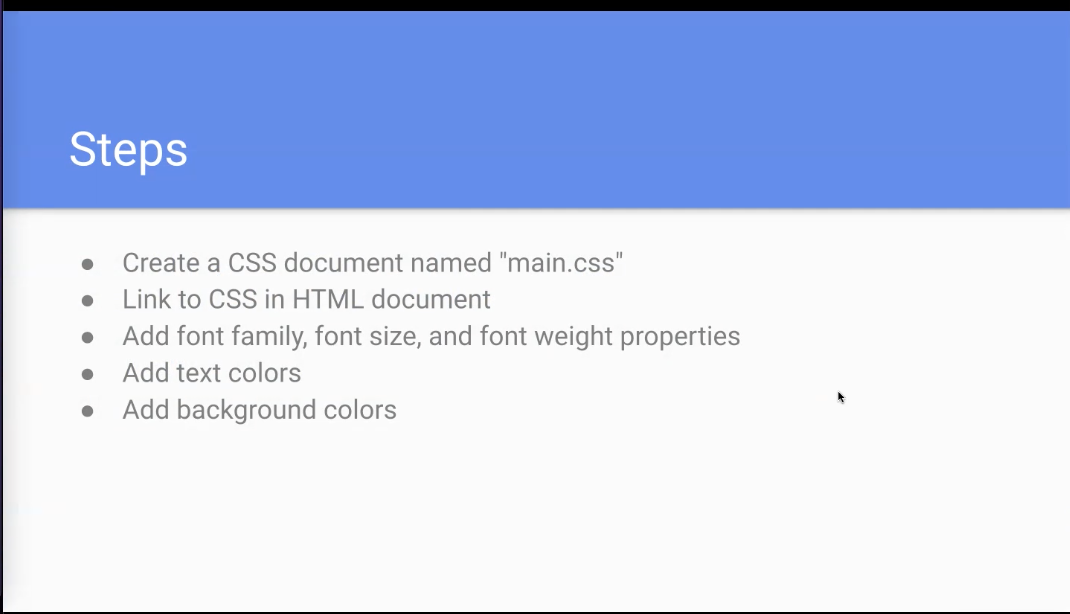 Steps
● Create a CSS document named "main.css"
● Link to CSS in HTML document
● Add font family, font size, and font weight properties
● Add text colors
● Add background colors